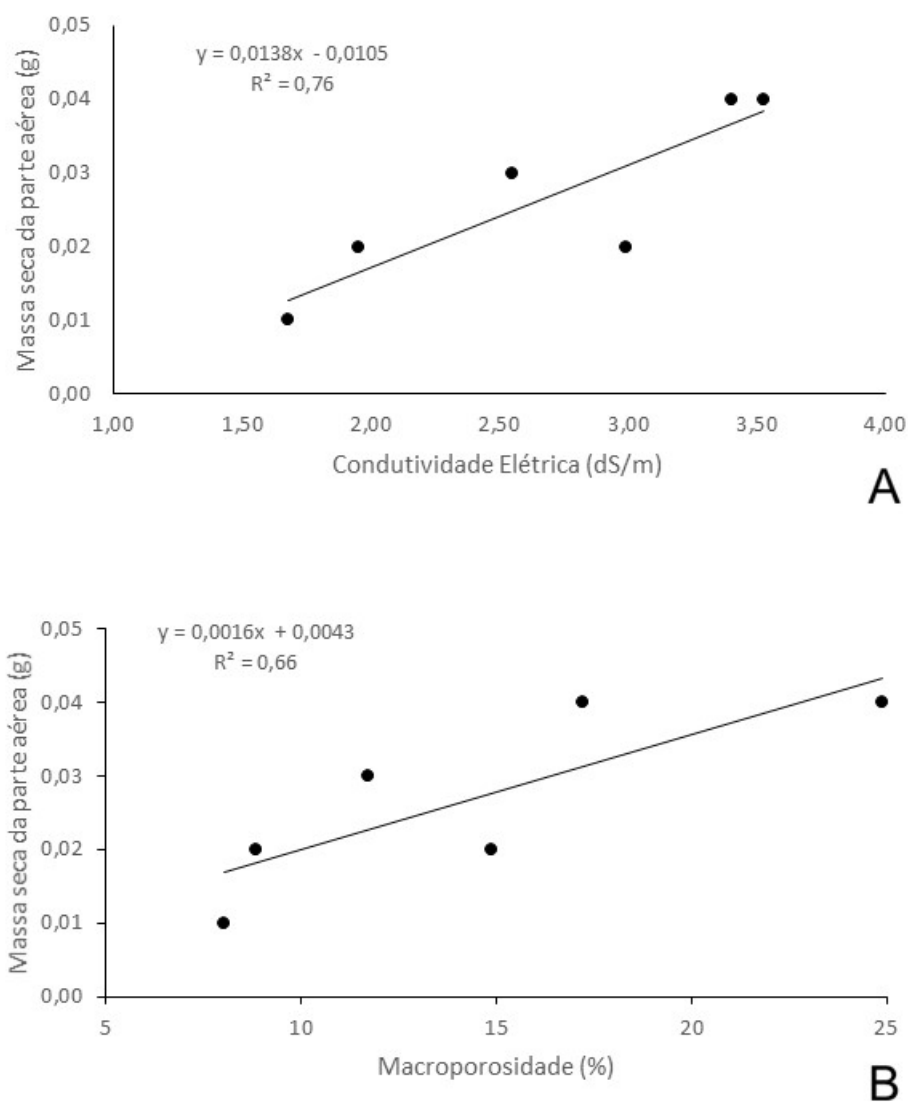 0,05
y = 0,0138x - 0,0105
R² = 0,76
0,04
0,03
0,02
0,01
0,00
Massa seca da parte aérea (g)
1,00 1,50 2,00 2,50 3,00 3,50 4,00
Condutividade Elétrica (dS/m)
A
0,05
y = 0,0016x + 0,0043
R² = 0,66
0,04
0,03
0,02
0,01
0,00
Massa seca da parte aérea (g)
5 10 15 20 25
Macroporosidade (%)
B